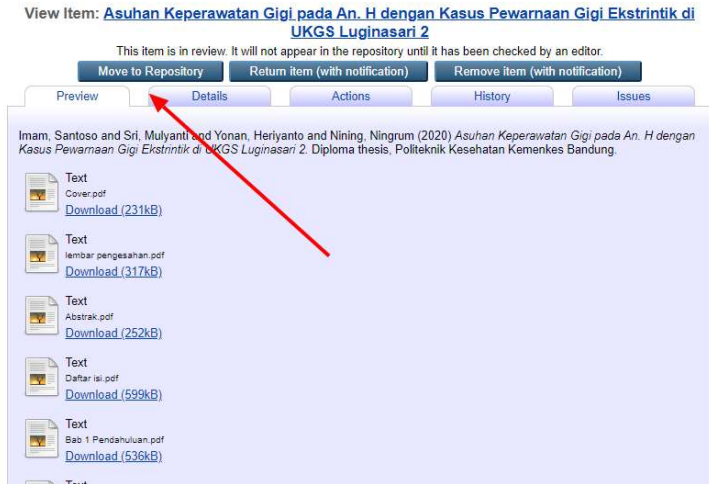 View Item: Asuhan Keperawatan Gigi pada An. H dengan Kasus Pewarnaan Gigi Ekstrintik di
UKGS Luginasari 2
This item is in review. It will not appear in the repository until it has been checked by an editor.
Move to Repository Return item (with notification) Remove item (with notification)
Preview Details Actions History Issues
Imam, Santoso and Sri, Mulyanti and Yonan, Heriyanto and Nining, Ningrum (2020) Asuhan Keperawatan Gigi pada An. H dengan
Kasus Pewarnaan Gigi Ekstrintik di UKGS Luginasari 2. Diploma thesis, Politeknik Kesehatan Kemenkes Bandung.
Text
Cover.pdf
Download (231kB)
Text
lembar pengesahan.pdf
Download (317kB)
Text
Abstrak.pdf
Download (252kB)
Text
Daftar isi.pdf
Download (599kB)
Text
Bab 1 Pendahuluan.pdf
Download (536kB)
Text